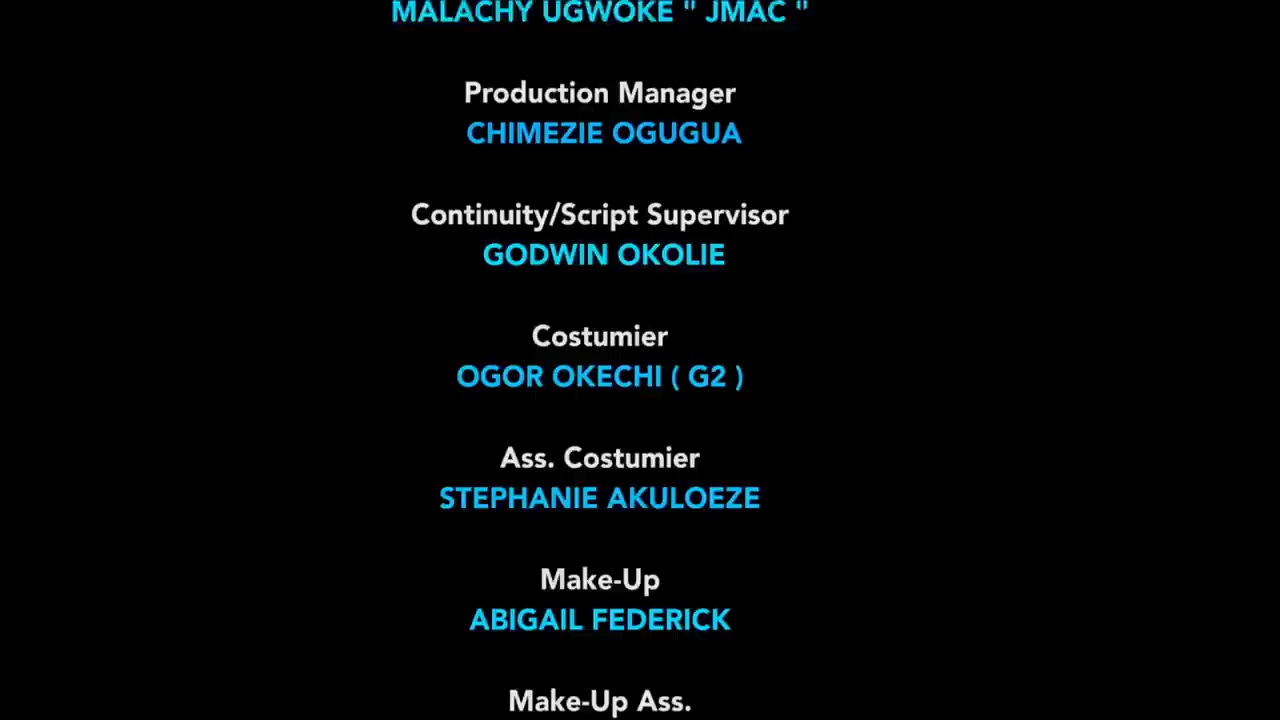 MALACHY UGWOKE " JMAC "
Production Manager
CHIMEZIE OGUGUA
Continuity/Script Supervisor
GODWIN OKOLIE
Costumier
OGOR OKECHI ( G2 )
Ass. Costumier
STEPHANIE AKULOEZE
Make-Up
ABIGAIL FEDERICK
Make-Up Ass.